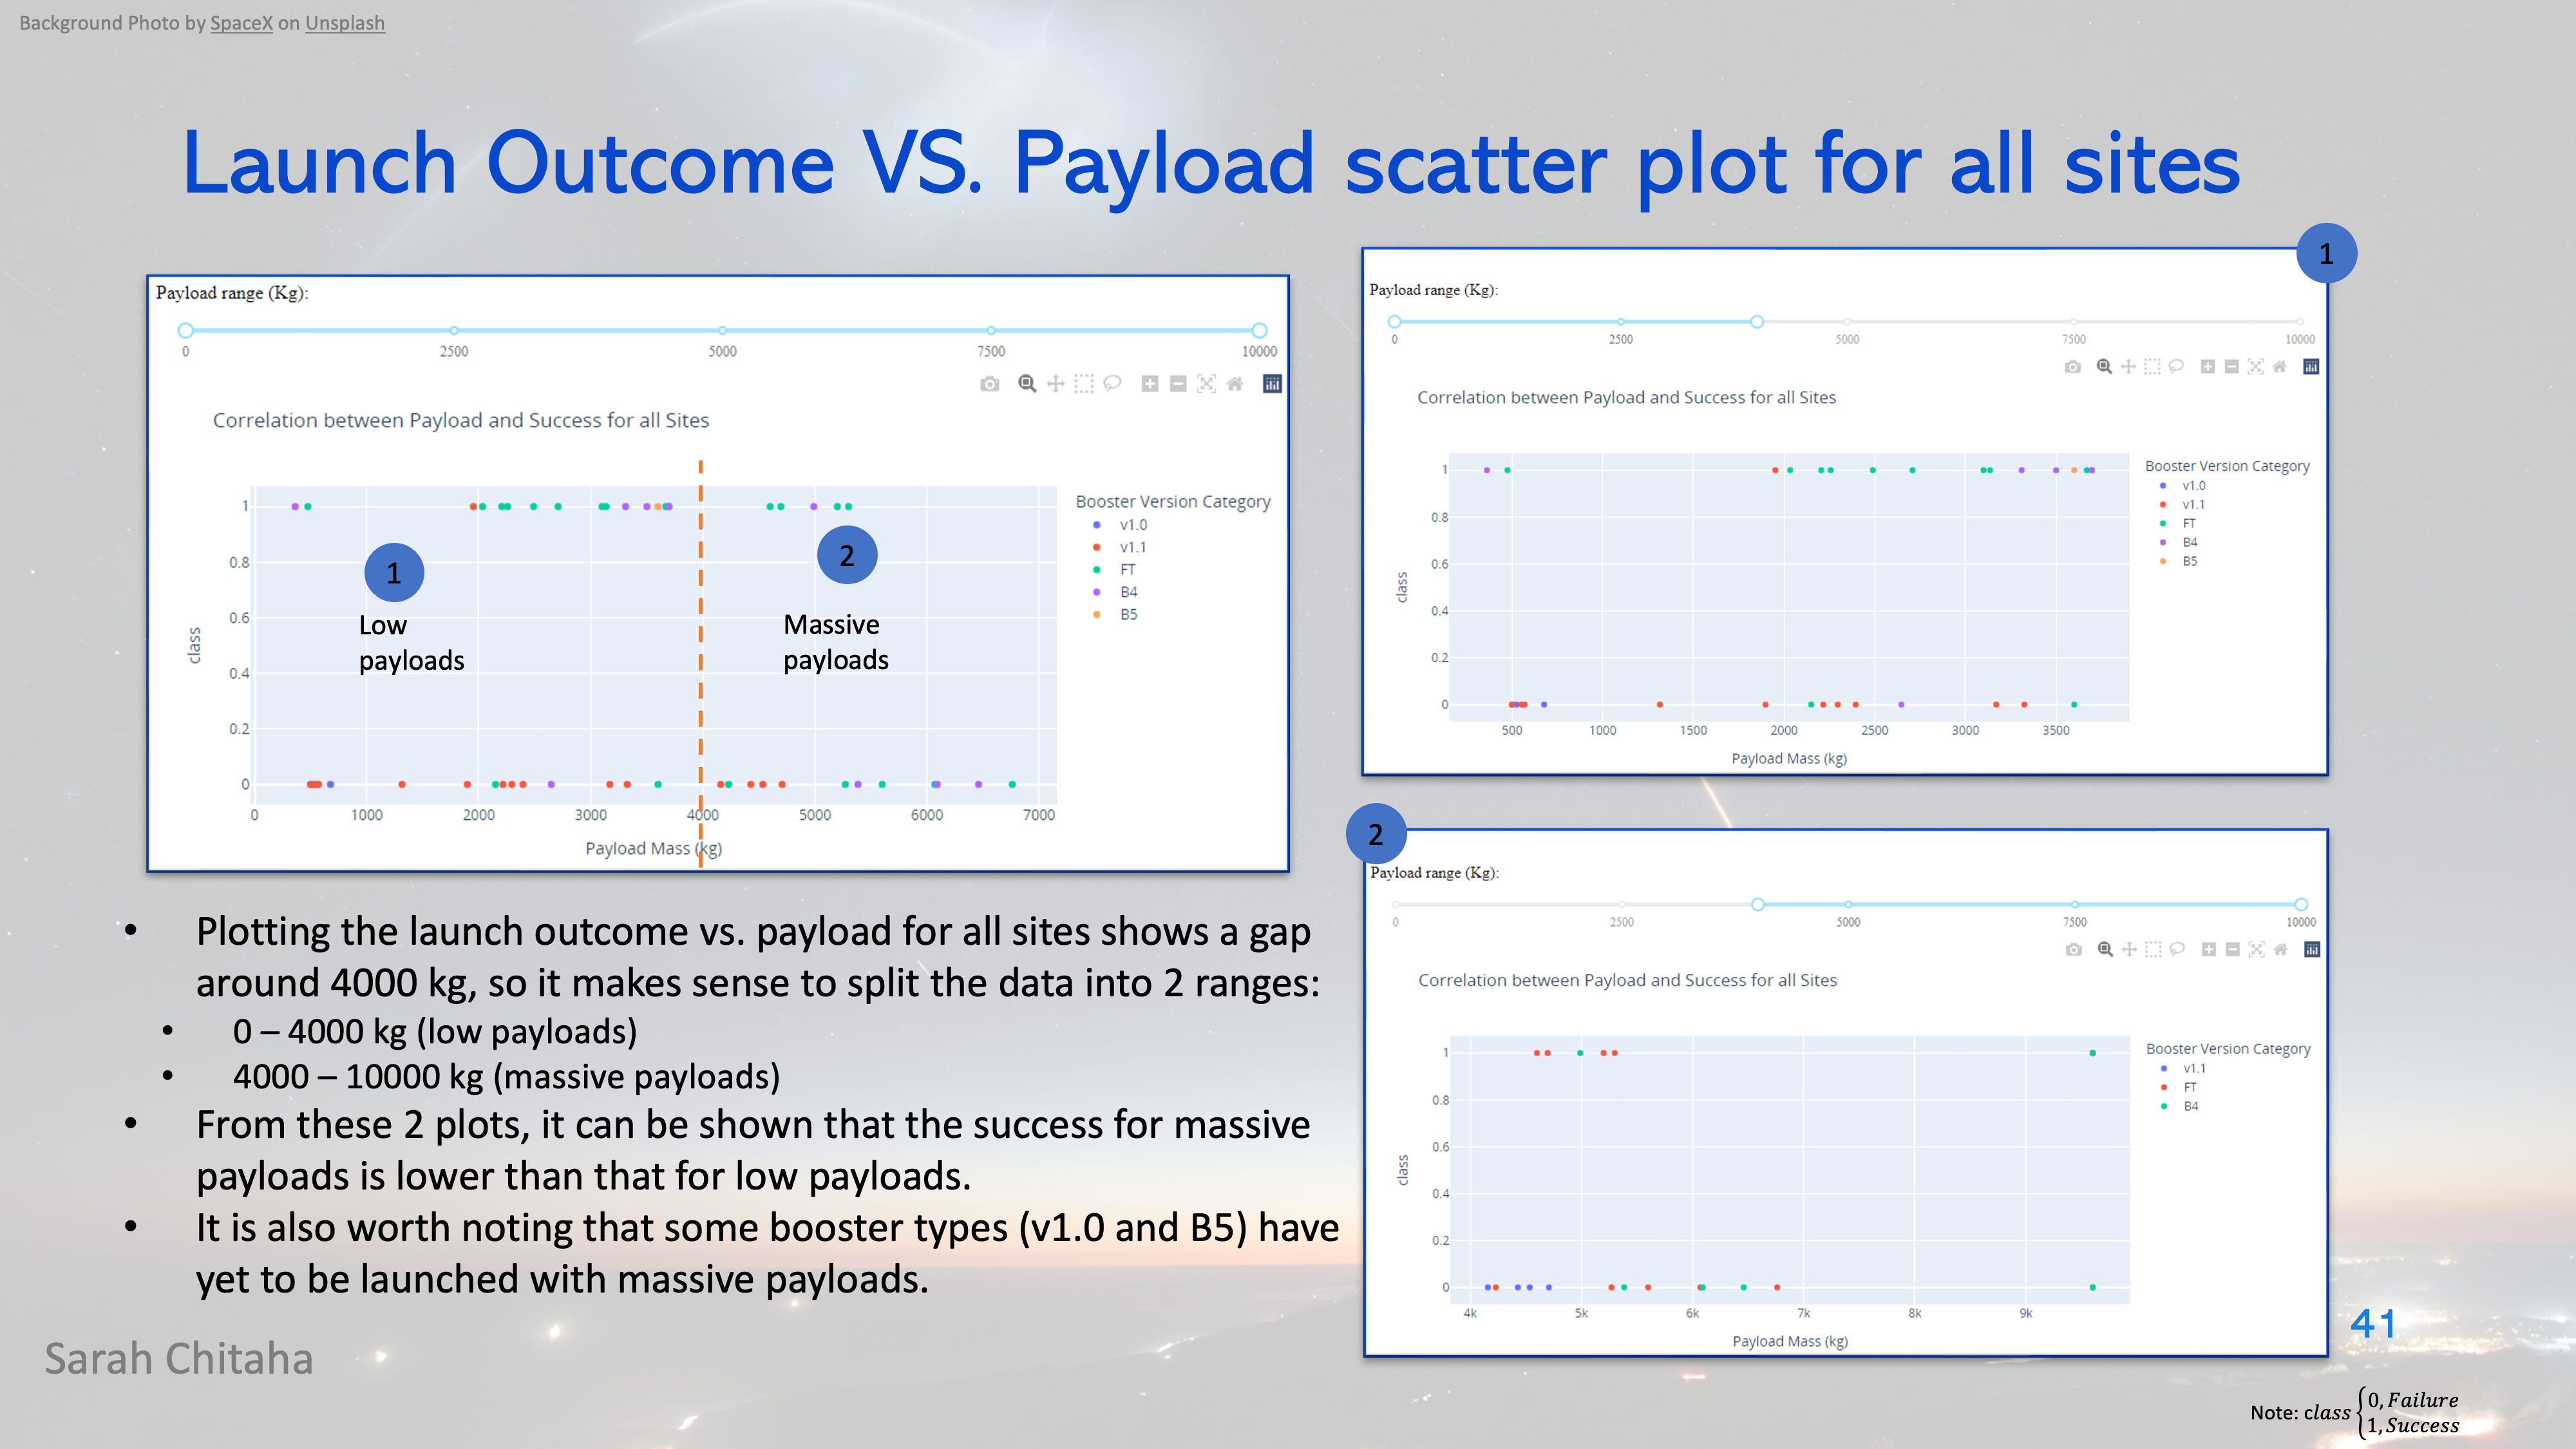 Background Photo by SpaceX on Unsplash
Launch Outcome VS. Payload scatter plot for all sites
Payload range (Kg):
0 2500 5000 7500 10000
Correlation between Payload and Success for all Sites
Booster Version Category
v1.0
v1.1
FT
B4
B5
class
1
0.8
0.6
0.4
0.2
0
1
Low
payloads
2
Massive
payloads
0 1000 2000 3000 4000 5000 6000 7000
Payload Mass (kg)
1
Payload range (Kg):
0 2500 5000 7500 10000
Correlation between Payload and Success for all Sites
Booster Version Category
v1.0
v1.1
FT
B4
B5
class
1
0.8
0.6
0.4
0.2
0
500 1000 1500 2000 2500 3000 3500
Payload Mass (kg)
2
Payload range (Kg):
0 2500 5000 7500 10000
Correlation between Payload and Success for all Sites
Booster Version Category
v1.1
FT
B4
class
1
0.8
0.6
0.4
0.2
0
4k 5k 6k 7k 8k 9k
Payload Mass (kg)
• Plotting the launch outcome vs. payload for all sites shows a gap
around 4000 kg, so it makes sense to split the data into 2 ranges:
• 0 – 4000 kg (low payloads)
• 4000 – 10000 kg (massive payloads)
• From these 2 plots, it can be shown that the success for massive
payloads is lower than that for low payloads.
• It is also worth noting that some booster types (v1.0 and B5) have
yet to be launched with massive payloads.
41
Sarah Chitaha
Note: class {0, Failure
1, Success